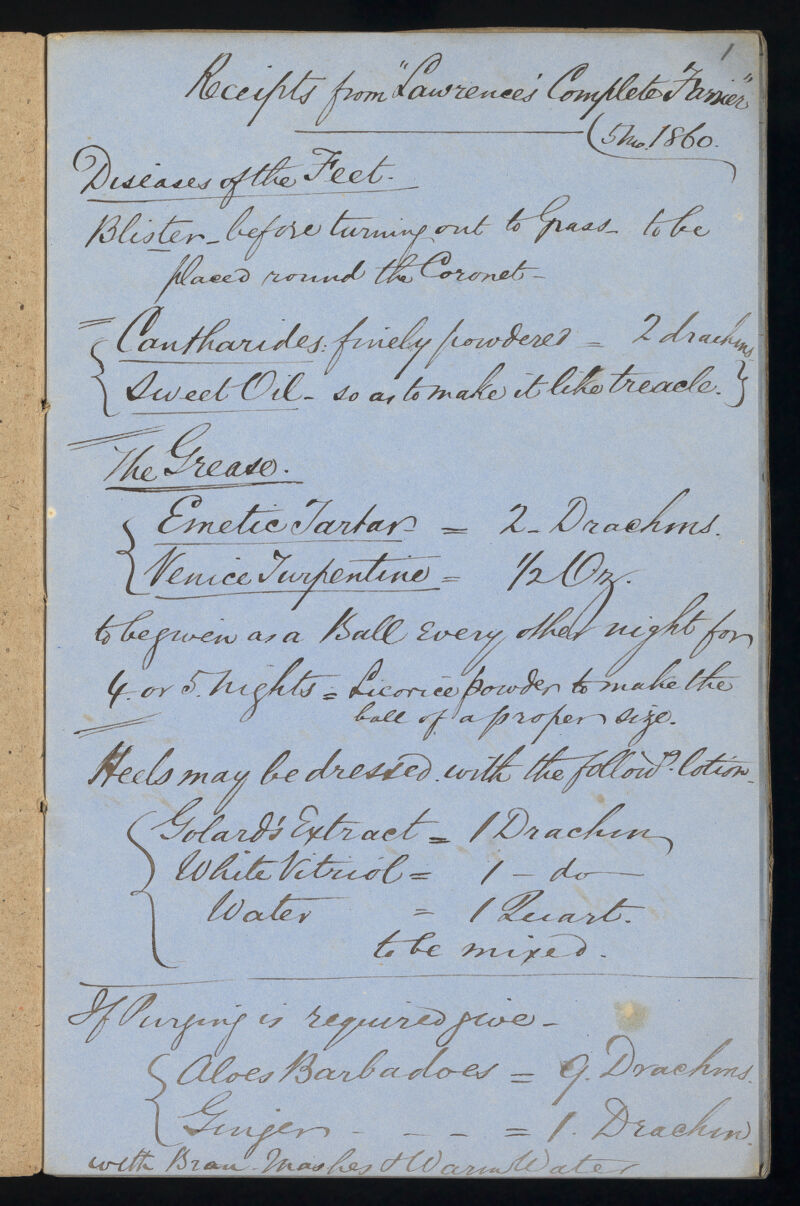 1
Receipts from "Lawrence's Complete Farrier"
5 Mo. 1860.
Diseases of the Feet.
Blister - before turning out to Grass - to be
placed round the Coronet -
Cantharides: finely powdered = 2 drachms
Sweet Oil - so as to make it like treacle.
The Grease.
Emetic Tartar = 2 - Drachms.
Venice Turpentine = 1/2 Oz.
to be given as a Ball every other night for
4. or 5. nights = Licorice powder to make the
ball of a proper size.
Heels may be dressed with the followg. lotion -
Golard's Extract = 1 Drachm
White Vitriol = 1 - do -
Water = 1 Quart.
to be mixed.
If Purging is required give -
Aloes Barbadoes = 9. Drachms.
Ginger - - - = 1. Drachm.
with Bran Mashes & Warm Water